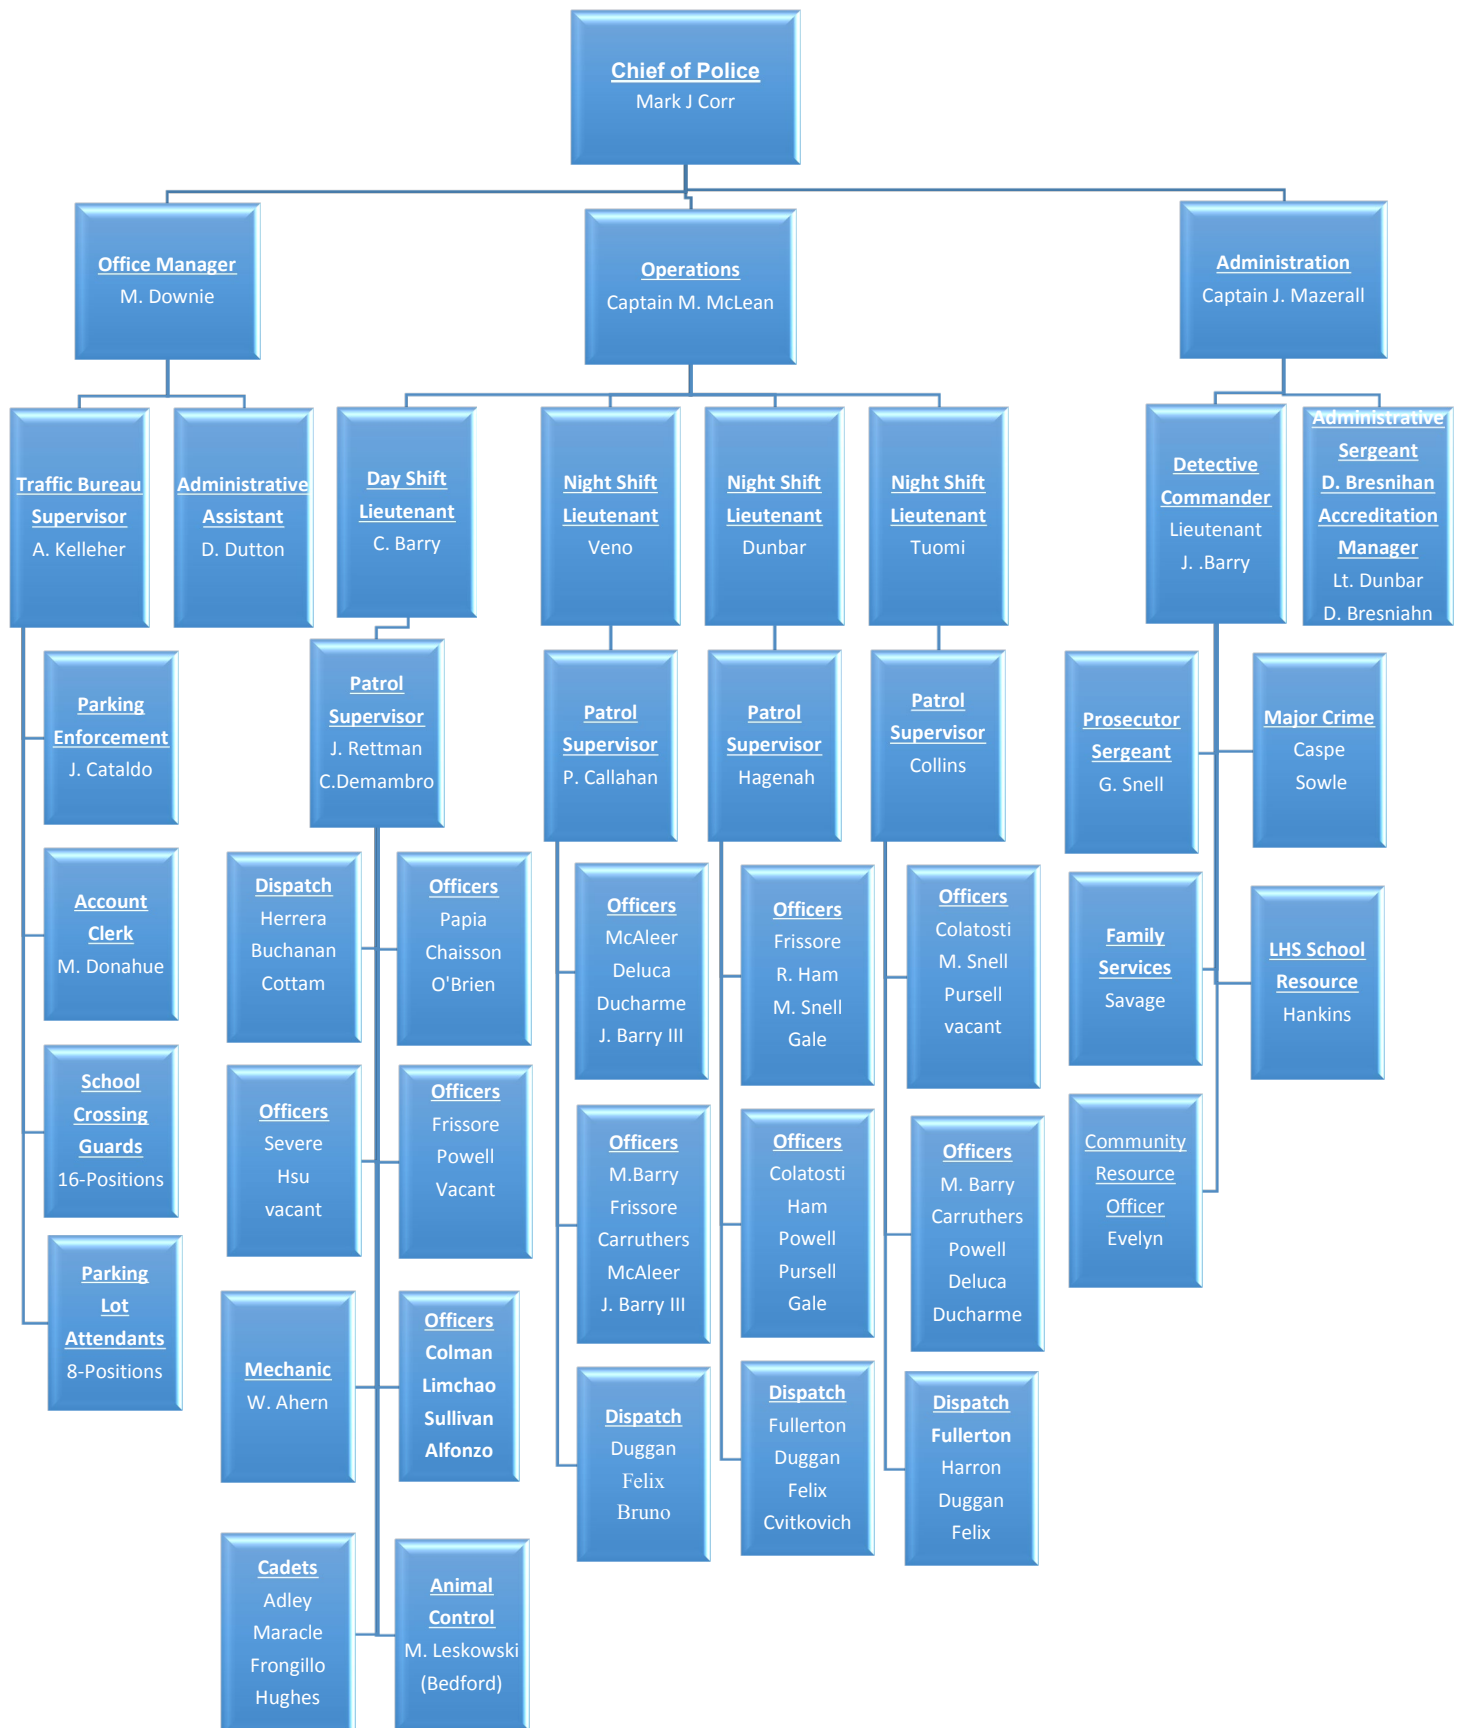 Chief of Police
Mark J Corr
Office Manager
M. Downie
Operations
Captain M. McLean
Administration
Captain J. Mazerall
Traffic Bureau
Supervisor
A. Kelleher
Administrative
Assistant
D. Dutton
Day Shift
Lieutenant
C. Barry
Night Shift
Lieutenant
Veno
Night Shift
Lieutenant
Dunbar
Night Shift
Lieutenant
Tuomi
Detective
Commander
Lieutenant
J. .Barry
Administrative
Sergeant
D. Bresnihan
Accreditation
Manager
Lt. Dunbar
D. Bresniahn
Parking
Enforcement
J. Cataldo
Account
Clerk
M. Donahue
School
Crossing
Guards
16-Positions
Parking
Lot
Attendants
8-Positions
Patrol
Supervisor
J. Rettman
C.Demambro
Dispatch
Herrera
Buchanan
Cottam
Officers
Papia
Chaisson
O'Brien
Officers
Severe
Hsu
vacant
Officers
Frissore
Powell
Vacant
Mechanic
W. Ahern
Officers
Colman
Limchao
Sullivan
Alfonzo
Cadets
Adley
Maracle
Frongillo
Hughes
Animal
Control
M. Leskowski
(Bedford)
Patrol
Supervisor
P. Callahan
Officers
McAleer
Deluca
Ducharme
J. Barry III
Officers
M.Barry
Frissore
Carruthers
McAleer
J. Barry III
Dispatch
Duggan
Felix
Bruno
Patrol
Supervisor
Hagenah
Officers
Frissore
R. Ham
M. Snell
Gale
Officers
Colatosti
Ham
Powell
Pursell
Gale
Dispatch
Fullerton
Duggan
Felix
Cvitkovich
Patrol
Supervisor
Collins
Officers
Colatosti
M. Snell
Pursell
vacant
Officers
M. Barry
Carruthers
Powell
Deluca
Ducharme
Dispatch
Fullerton
Harron
Duggan
Felix
Prosecutor
Sergeant
G. Snell
Major Crime
Caspe
Sowle
Family
Services
Savage
LHS School
Resource
Hankins
Community
Resource
Officer
Evelyn